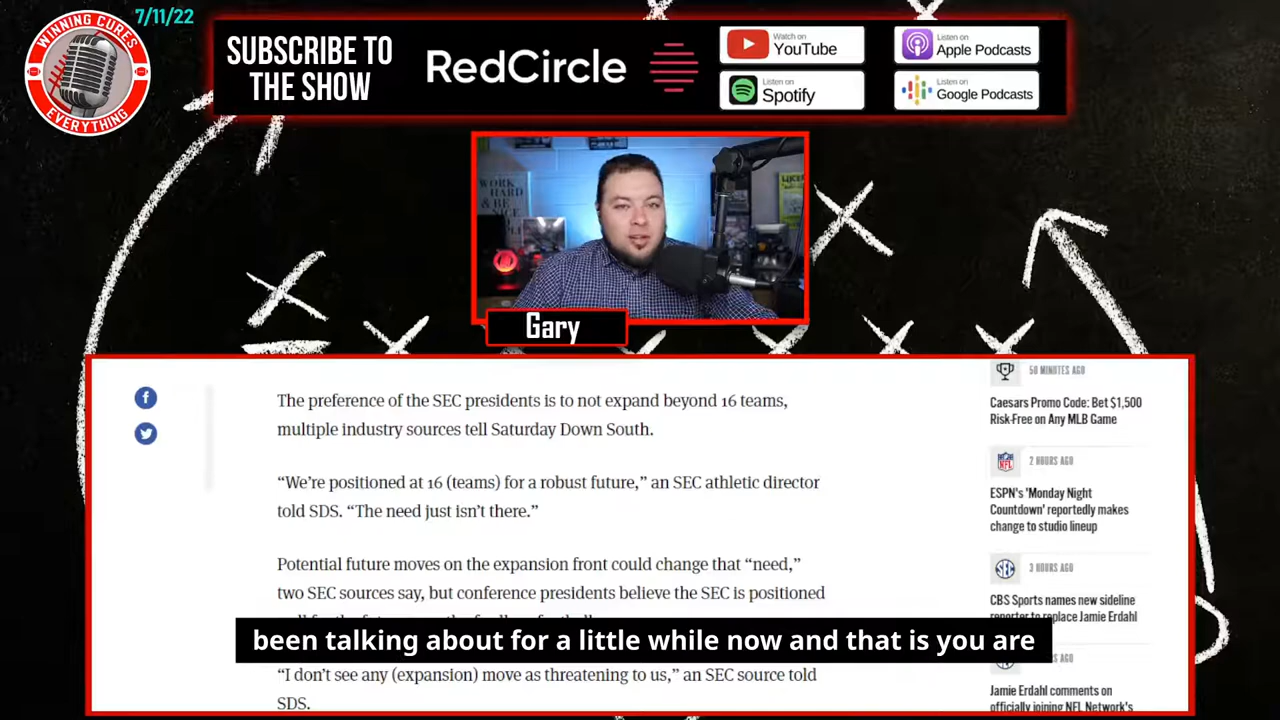 7/11/22
WINNING CURES
EVERYTHING
SUBSCRIBE TO
THE SHOW
RedCircle
Watch on
YouTube
Listen on
Spotify
Listen on
Apple Podcasts
Listen on
Google Podcasts
WORK
HARD
& BE
NICE
Gary
The preference of the SEC presidents is to not expand beyond 16 teams,
multiple industry sources tell Saturday Down South.
“We’re positioned at 16 (teams) for a robust future,” an SEC athletic director
told SDS. “The need just isn’t there.”
Potential future moves on the expansion front could change that “need,”
two SEC sources say, but conference presidents believe the SEC is positioned
been talking about for a little while now and that is you are
“I don’t see any (expansion) move as threatening to us,” an SEC source told
SDS.
50 MINUTES AGO
Caesars Promo Code: Bet $1,500
Risk-Free on Any MLB Game
NFL
2 HOURS AGO
ESPN's 'Monday Night
Countdown' reportedly makes
change to studio lineup
SEC
3 HOURS AGO
CBS Sports names new sideline
reporter to replace Jamie Erdahl
AGO
Jamie Erdahl comments on
officially joining NFL Network's